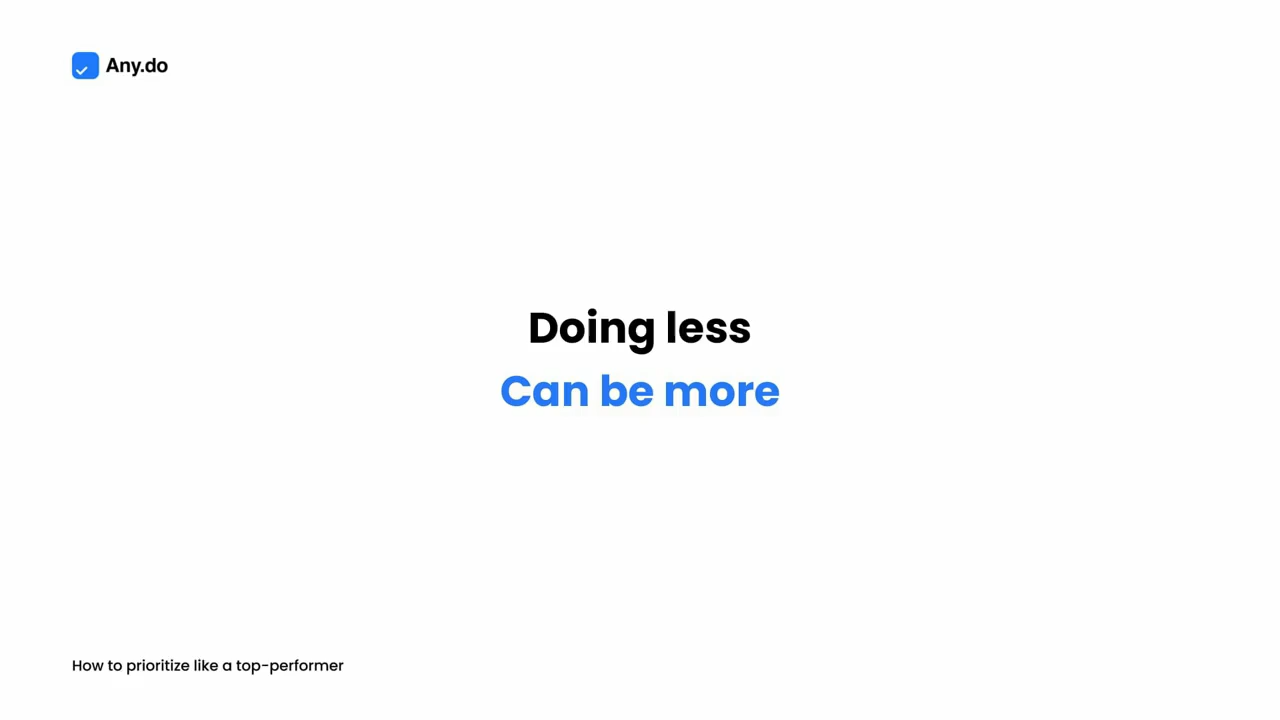 Any.do
Doing less
Can be more
How to prioritize like a top-performer